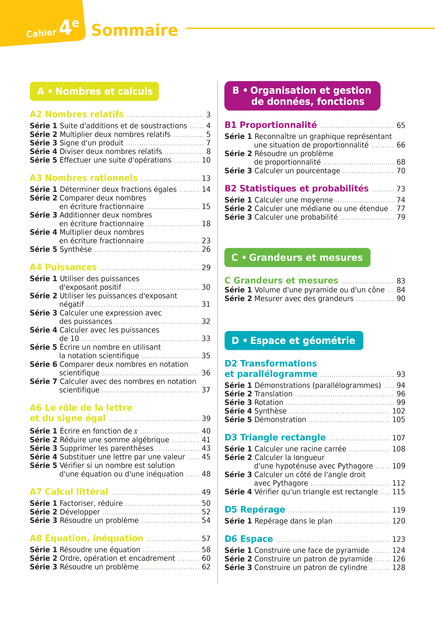 Cahier 4e Sommaire
A • Nombres et calculs
A2 Nombres relatifs ........ 3
Série 1 Suite d'additions et de soustractions ...... 4
Série 2 Multiplier deux nombres relatifs ............ 5
Série 3 Signe d'un produit ........ 7
Série 4 Diviser deux nombres relatifs ........ 8
Série 5 Effectuer une suite d'opérations ........ 10
A3 Nombres rationnels ........ 13
Série 1 Déterminer deux fractions égales ........ 14
Série 2 Comparer deux nombres
en écriture fractionnaire ........ 15
Série 3 Additionner deux nombres
en écriture fractionnaire ........ 18
Série 4 Multiplier deux nombres
en écriture fractionnaire ........ 23
Série 5 Synthèse ........ 26
A4 Puissances ........ 29
Série 1 Utiliser des puissances
d'exposant positif ........ 30
Série 2 Utiliser les puissances d'exposant
négatif ........ 31
Série 3 Calculer une expression avec
des puissances ........ 32
Série 4 Calculer avec les puissances
de 10 ........ 33
Série 5 Écrire un nombre en utilisant
la notation scientifique ........ 35
Série 6 Comparer deux nombres en notation
scientifique ........ 36
Série 7 Calculer avec des nombres en notation
scientifique ........ 37
A6 Le rôle de la lettre
et du signe égal ........ 39
Série 1 Écrire en fonction de x ........ 40
Série 2 Réduire une somme algébrique ........ 41
Série 3 Supprimer les parenthèses ........ 43
Série 4 Substituer une lettre par une valeur ..... 45
Série 5 Vérifier si un nombre est solution
d'une équation ou d'une inéquation ...... 48
A7 Calcul littéral ........ 49
Série 1 Factoriser, réduire ........ 50
Série 2 Développer ........ 52
Série 3 Résoudre un problème ........ 54
A8 Équation, inéquation ........ 57
Série 1 Résoudre une équation ........ 58
Série 2 Ordre, opération et encadrement ........ 60
Série 3 Résoudre un problème ........ 62
B • Organisation et gestion
de données, fonctions
B1 Proportionnalité ........ 65
Série 1 Reconnaître un graphique représentant
une situation de proportionnalité ........ 66
Série 2 Résoudre un problème
de proportionnalité ........ 68
Série 3 Calculer un pourcentage ........ 70
B2 Statistiques et probabilités ........ 73
Série 1 Calculer une moyenne ........ 74
Série 2 Calculer une médiane ou une étendue . 77
Série 3 Calculer une probabilité ........ 79
C • Grandeurs et mesures
C Grandeurs et mesures ........ 83
Série 1 Volume d'une pyramide ou d'un cône ... 84
Série 2 Mesurer avec des grandeurs ........ 90
D • Espace et géométrie
D2 Transformations
et parallélogramme ........ 93
Série 1 Démonstrations (parallélogrammes) .... 94
Série 2 Translation ........ 96
Série 3 Rotation ........ 99
Série 4 Synthèse ........ 102
Série 5 Démonstration ........ 105
D3 Triangle rectangle ........ 107
Série 1 Calculer une racine carrée ........ 108
Série 2 Calculer la longueur
d'une hypoténuse avec Pythagore ...... 109
Série 3 Calculer un côté de l'angle droit
avec Pythagore ........ 112
Série 4 Vérifier qu'un triangle est rectangle .... 115
D5 Repérage ........ 119
Série 1 Repérage dans le plan ........ 120
D6 Espace ........ 123
Série 1 Construire une face de pyramide ........ 124
Série 2 Construire un patron de pyramide ...... 126
Série 3 Construire un patron de cylindre ........ 128